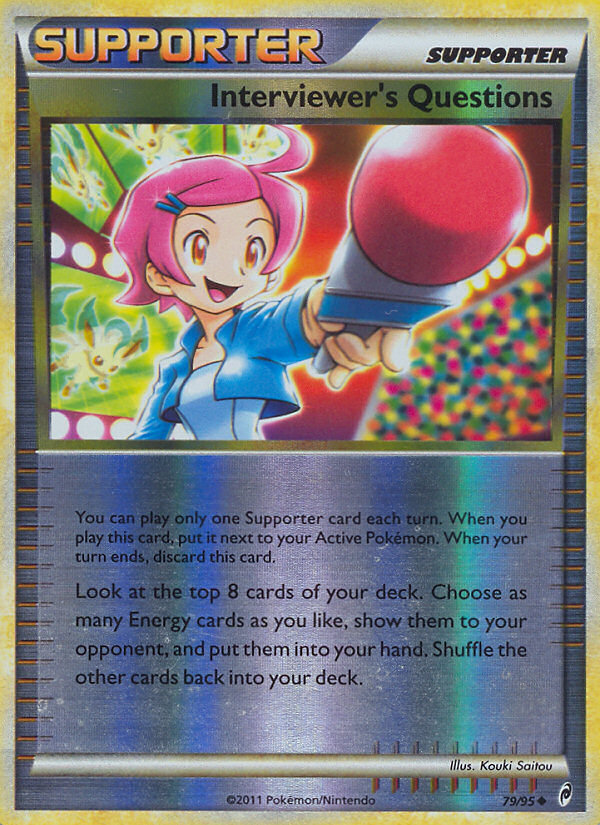 SUPPORTER
SUPPORTER
Interviewer's Questions
You can play only one Supporter card each turn. When you
play this card, put it next to your Active Pokémon. When your
turn ends, discard this card.
Look at the top 8 cards of your deck. Choose as
many Energy cards as you like, show them to your
opponent, and put them into your hand. Shuffle the
other cards back into your deck.
Illus. Kouki Saitou
©2011 Pokémon/Nintendo
79/95